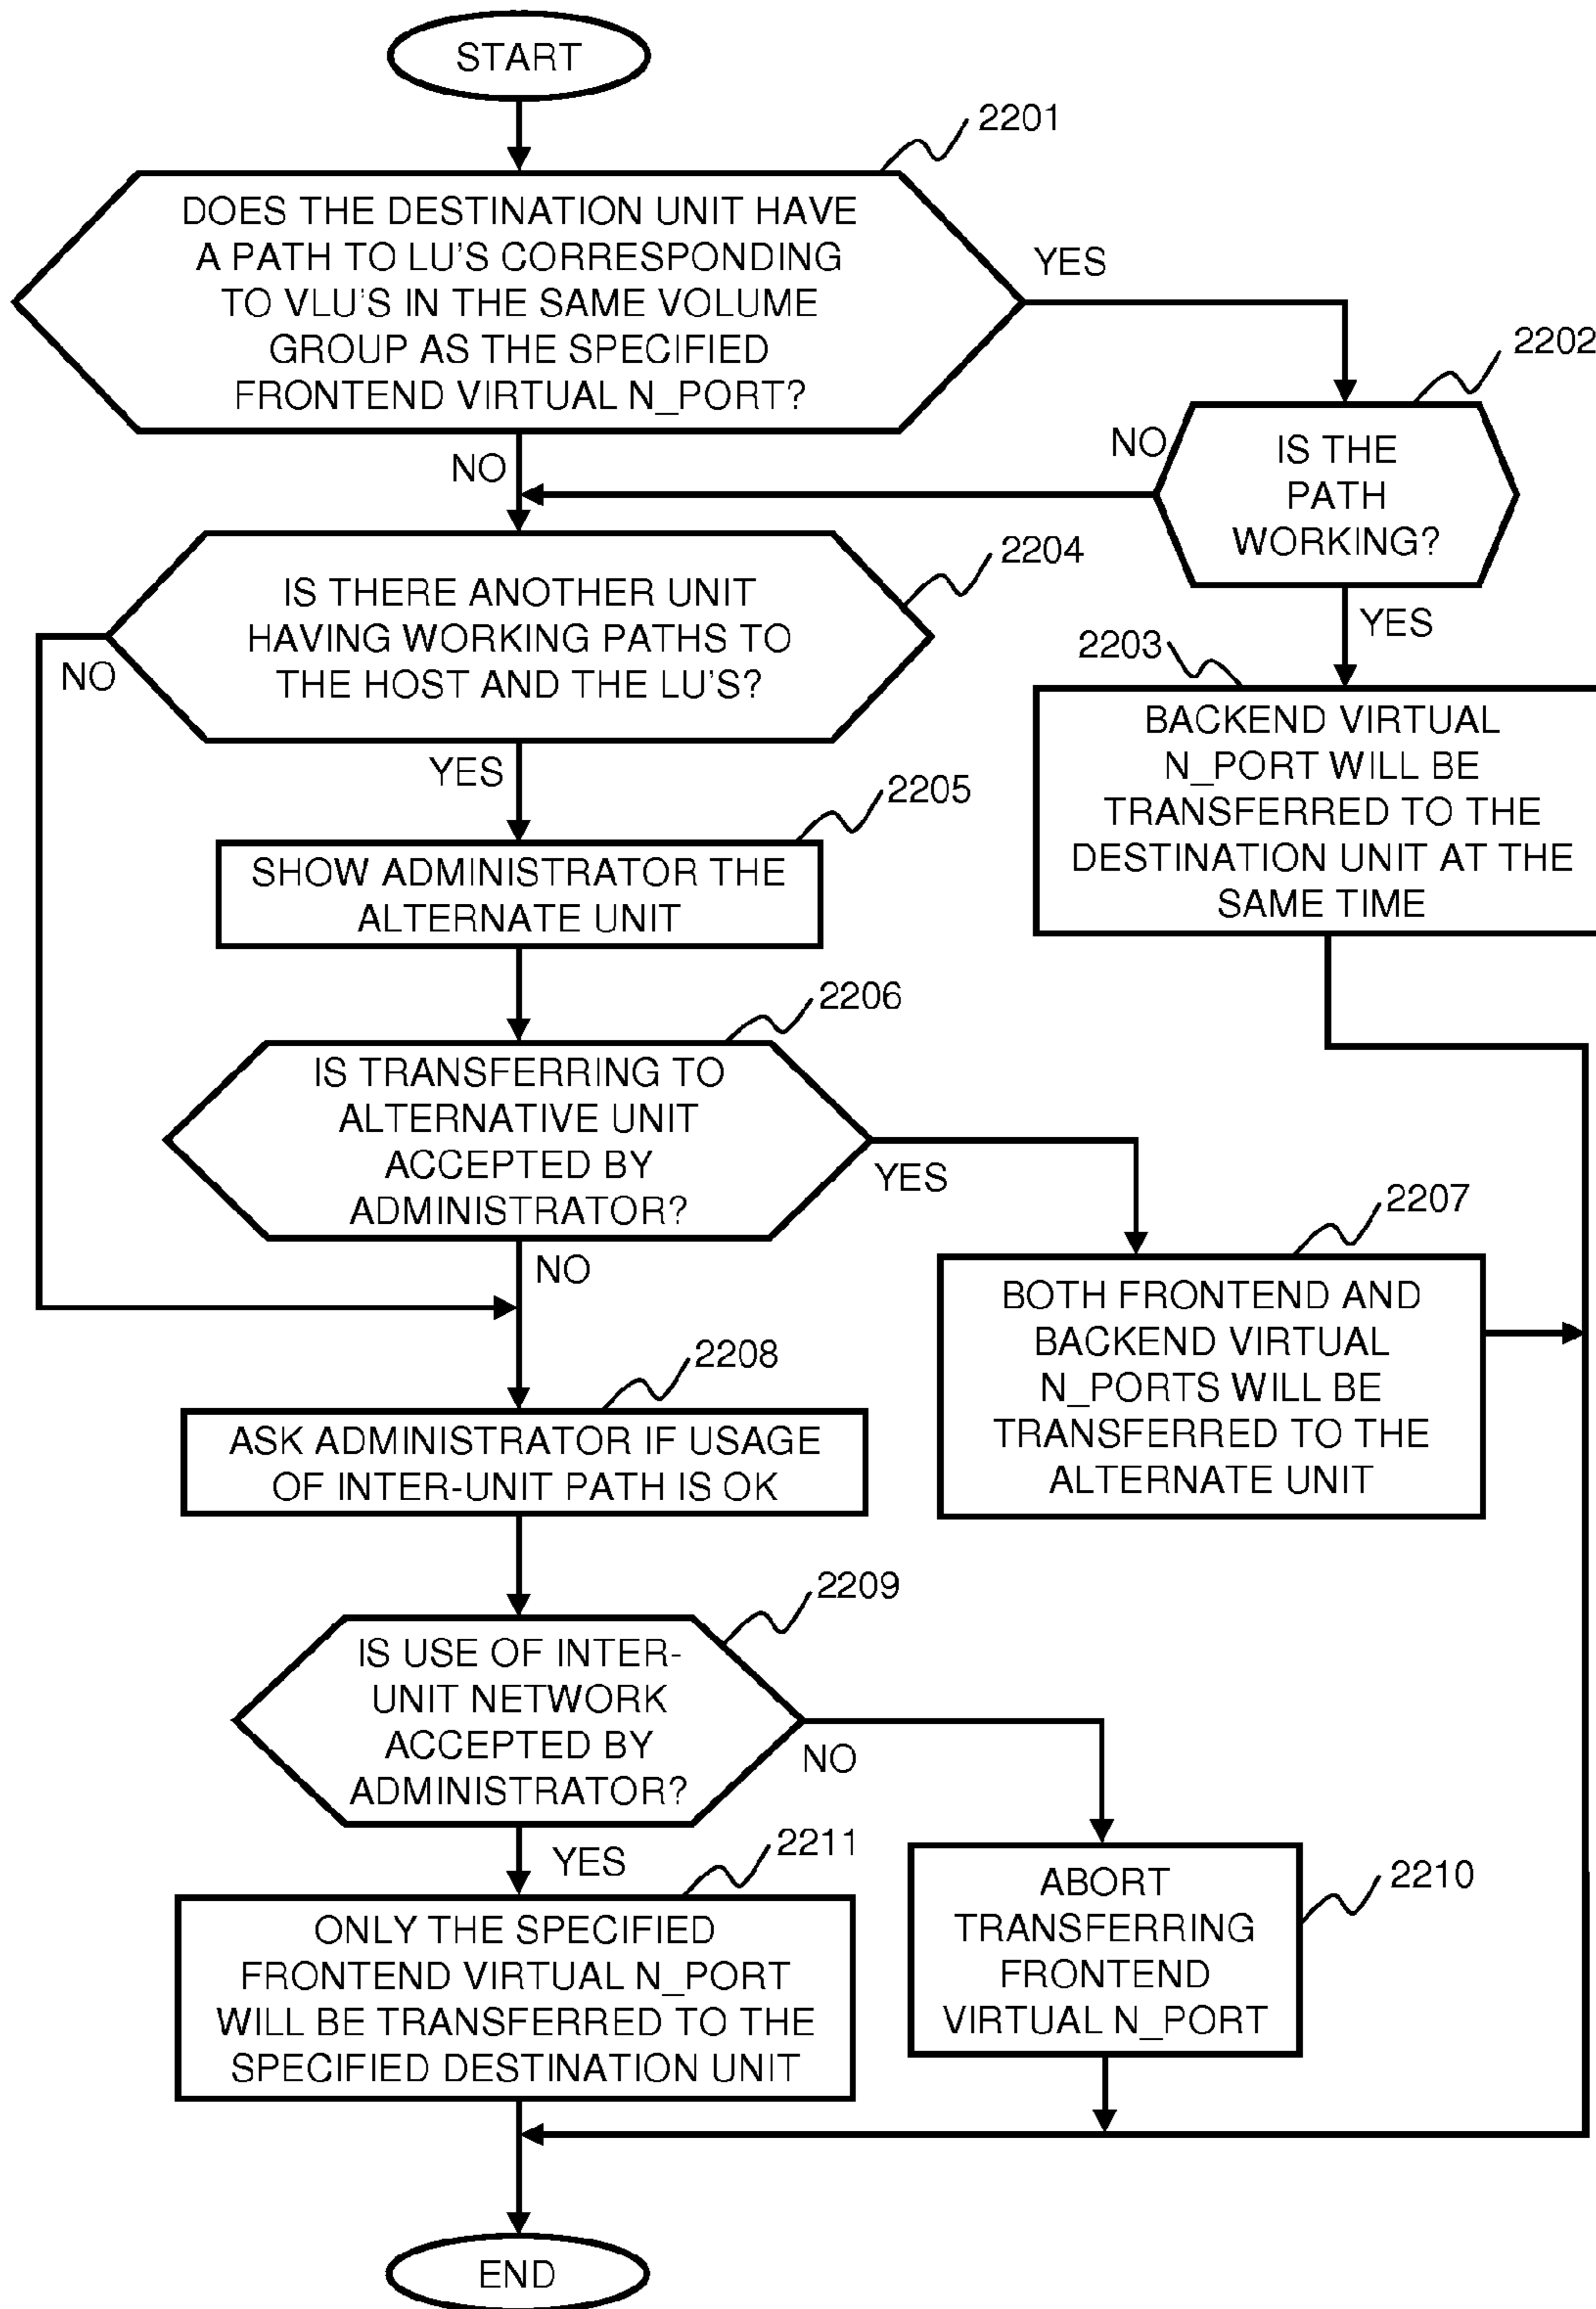 START
2201
DOES THE DESTINATION UNIT HAVE
A PATH TO LU'S CORRESPONDING
TO VLU'S IN THE SAME VOLUME
GROUP AS THE SPECIFIED
FRONTEND VIRTUAL N_PORT?
YES
NO
2202
IS THE
PATH
WORKING?
NO
YES
2203
BACKEND VIRTUAL
N_PORT WILL BE
TRANSFERRED TO THE
DESTINATION UNIT AT THE
SAME TIME
2204
IS THERE ANOTHER UNIT
HAVING WORKING PATHS TO
THE HOST AND THE LU'S?
NO
YES
2205
SHOW ADMINISTRATOR THE
ALTERNATE UNIT
2206
IS TRANSFERRING TO
ALTERNATIVE UNIT
ACCEPTED BY
ADMINISTRATOR?
YES
NO
2207
BOTH FRONTEND AND
BACKEND VIRTUAL
N_PORTS WILL BE
TRANSFERRED TO THE
ALTERNATE UNIT
2208
ASK ADMINISTRATOR IF USAGE
OF INTER-UNIT PATH IS OK
2209
IS USE OF INTER-
UNIT NETWORK
ACCEPTED BY
ADMINISTRATOR?
NO
YES
2210
ABORT
TRANSFERRING
FRONTEND
VIRTUAL N_PORT
2211
ONLY THE SPECIFIED
FRONTEND VIRTUAL N_PORT
WILL BE TRANSFERRED TO THE
SPECIFIED DESTINATION UNIT
END